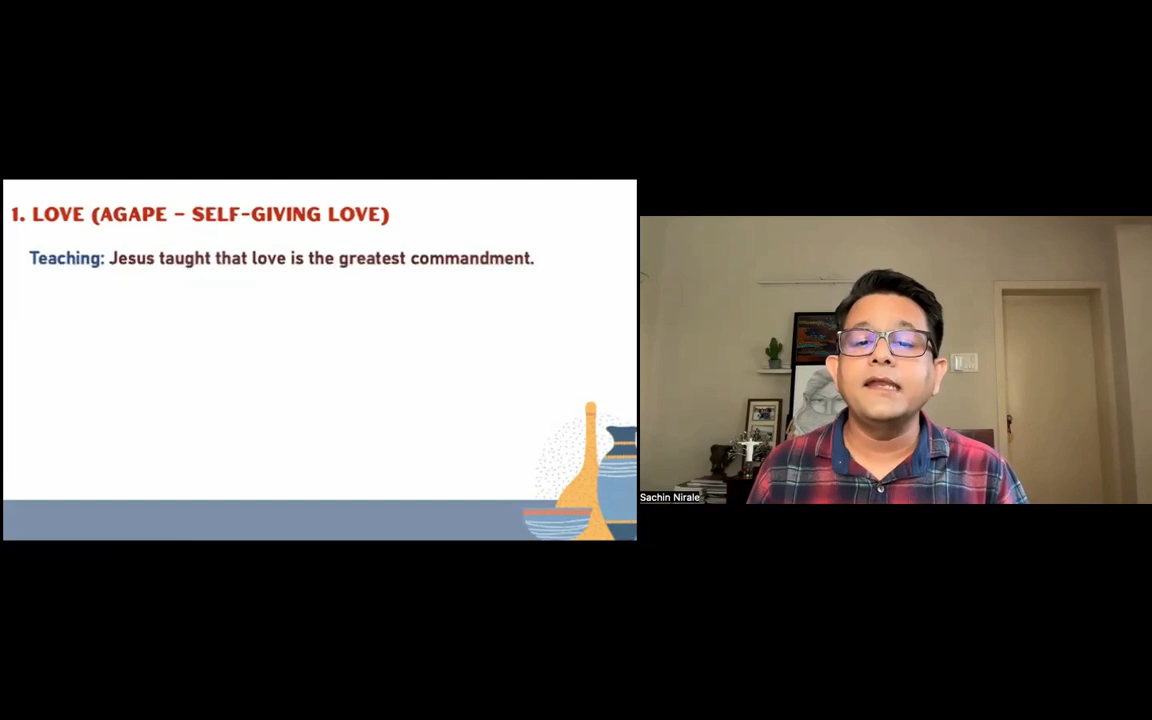 1. LOVE (AGAPE – SELF-GIVING LOVE)
Teaching: Jesus taught that love is the greatest commandment.
Sachin Nirale